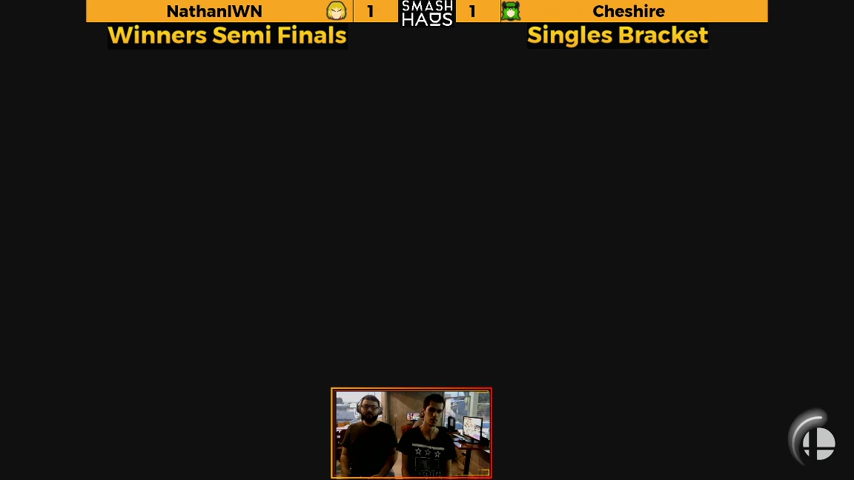 NathanIWN 1 SMASH HAUS 1 Cheshire
Winners Semi Finals
Singles Bracket